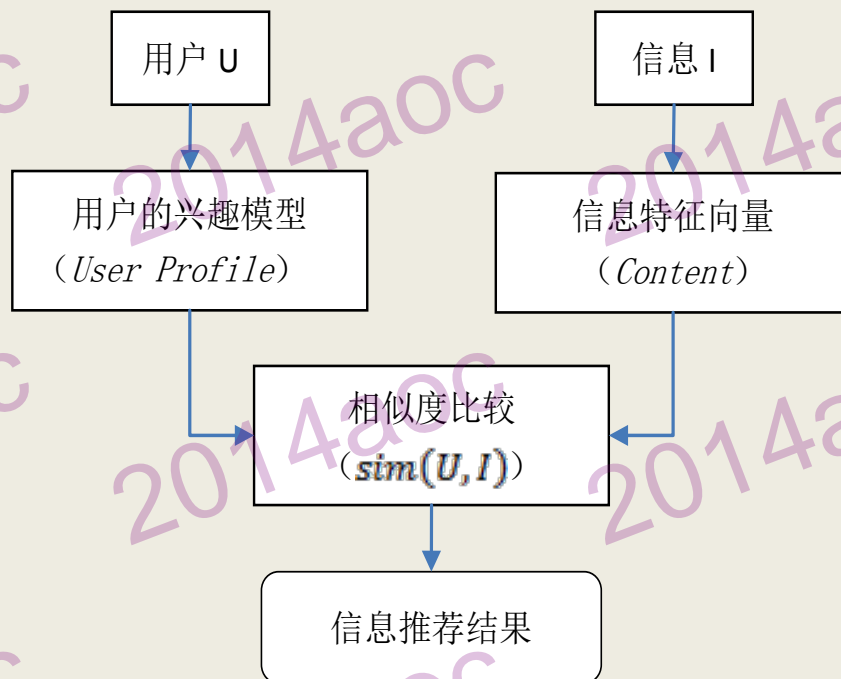 用户 U
信息 I
用户的兴趣模型
（User Profile）
信息特征向量
（Content）
相似度比较
（sim(U,I)）
信息推荐结果
2014aoc
2014aoc
2014aoc
2014aoc